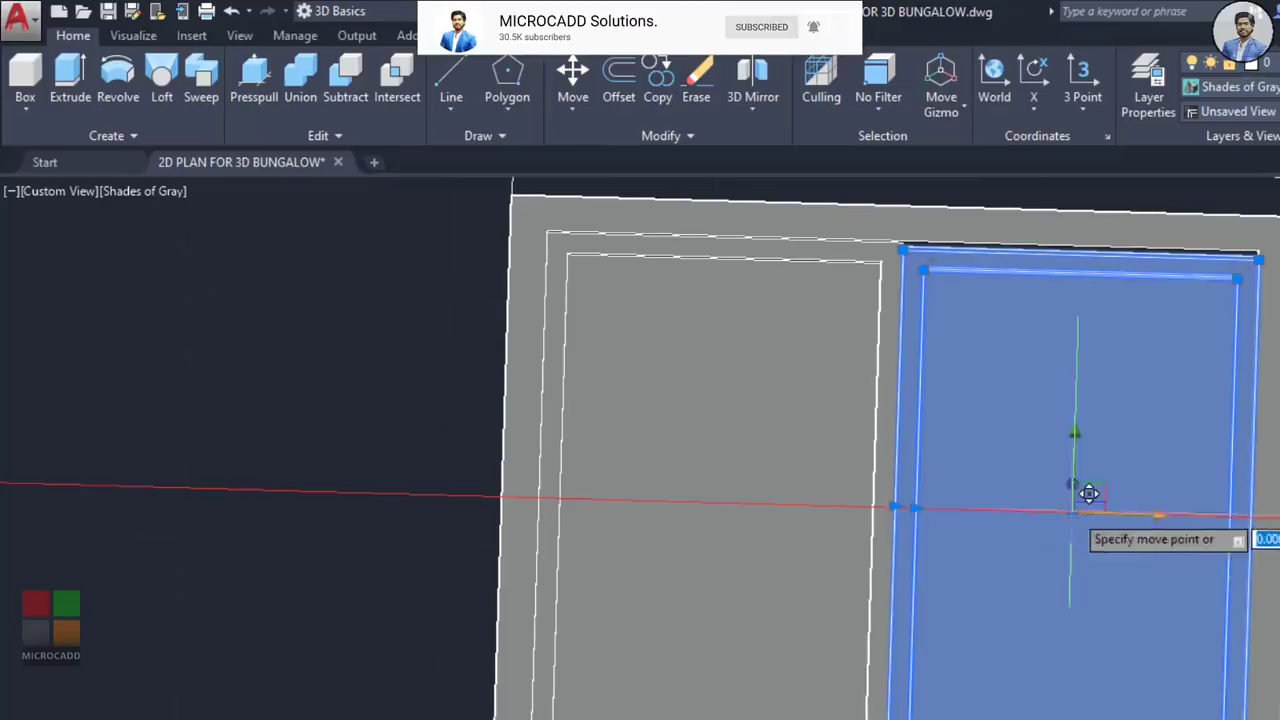 MICROCADD Solutions.
30.5K subscribers
SUBSCRIBED
3D Basics
FOR 3D BUNGALOW.dwg
Type a keyword or phrase
Home Visualize Insert View Manage Output
Box Extrude Revolve Loft Sweep Presspull Union Subtract Intersect Line Polygon Move Offset Copy Erase 3D Mirror Culling No Filter Move Gizmo World X 3 Point Layer Properties
0
Shades of Gray
Unsaved View
Create Edit Draw Modify Selection Coordinates Layers & View
Start 2D PLAN FOR 3D BUNGALOW*
[−][Custom View][Shades of Gray]
Specify move point or
MICROCADD